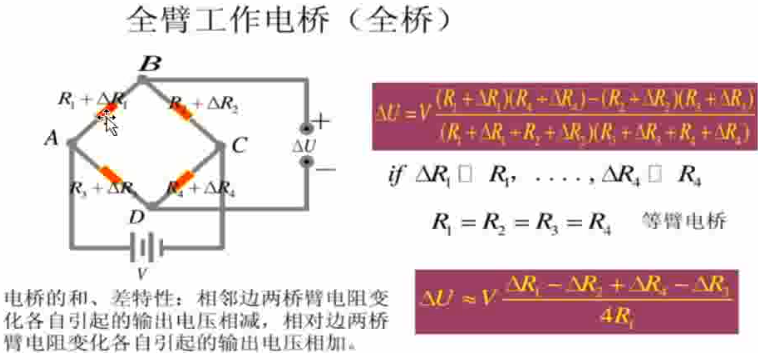 全臂工作电桥（全桥）
B
R₁+ΔR₁
R₂+ΔR₂
A
C
ΔU
+
—
R₃+ΔR
R₄+ΔR₄
D
V
ΔU=V (R₁+ΔR₁)(R₄+ΔR₄)-(R₂+ΔR₂)(R₃+ΔR₃) / (R₁+ΔR₁+R₂+ΔR₂)(R₃+ΔR₃+R₄+ΔR₄)
if ΔR₁ □ R₁, ...., ΔR₄ □ R₄
R₁ = R₂ = R₃ = R₄ 等臂电桥
ΔU ≈ V (ΔR₁-ΔR₂+ΔR₄-ΔR₃) / 4R₁
电桥的和、差特性：相邻边两桥臂电阻变
化各自引起的输出电压相减，相对边两桥
臂电阻变化各自引起的输出电压相加。